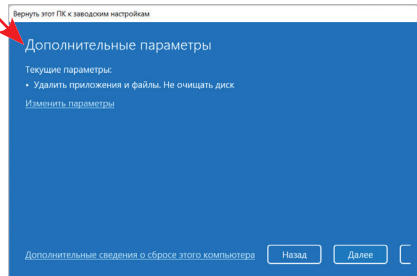 Вернуть этот ПК к заводским настройкам
Дополнительные параметры
Текущие параметры:
• Удалить приложения и файлы. Не очищать диск
Изменить параметры
Дополнительные сведения о сбросе этого компьютера
Назад
Далее